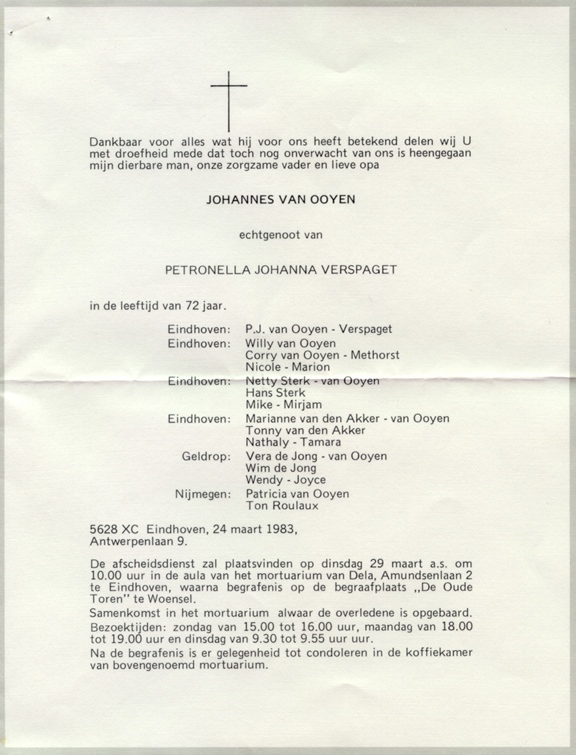 Dankbaar voor alles wat hij voor ons heeft betekend delen wij U
met droefheid mede dat toch nog onverwacht van ons is heengegaan
mijn dierbare man, onze zorgzame vader en lieve opa
JOHANNES VAN OOYEN
echtgenoot van
PETRONELLA JOHANNA VERSPAGET
in de leeftijd van 72 jaar.
Eindhoven: P.J. van Ooyen - Verspaget
Eindhoven: Willy van Ooyen
Corry van Ooyen - Methorst
Nicole - Marion
Eindhoven: Netty Sterk - van Ooyen
Hans Sterk
Mike - Mirjam
Eindhoven: Marianne van den Akker - van Ooyen
Tonny van den Akker
Nathaly - Tamara
Geldrop: Vera de Jong - van Ooyen
Wim de Jong
Wendy - Joyce
Nijmegen: Patricia van Ooyen
Ton Roulaux
5628 XC Eindhoven, 24 maart 1983,
Antwerpenlaan 9.
De afscheidsdienst zal plaatsvinden op dinsdag 29 maart a.s. om
10.00 uur in de aula van het mortuarium van Dela, Amundsenlaan 2
te Eindhoven, waarna begrafenis op de begraafplaats „De Oude
Toren" te Woensel.
Samenkomst in het mortuarium alwaar de overledene is opgebaard.
Bezoektijden: zondag van 15.00 tot 16.00 uur, maandag van 18.00
tot 19.00 uur en dinsdag van 9.30 tot 9.55 uur uur.
Na de begrafenis is er gelegenheid tot condoleren in de koffiekamer
van bovengenoemd mortuarium.